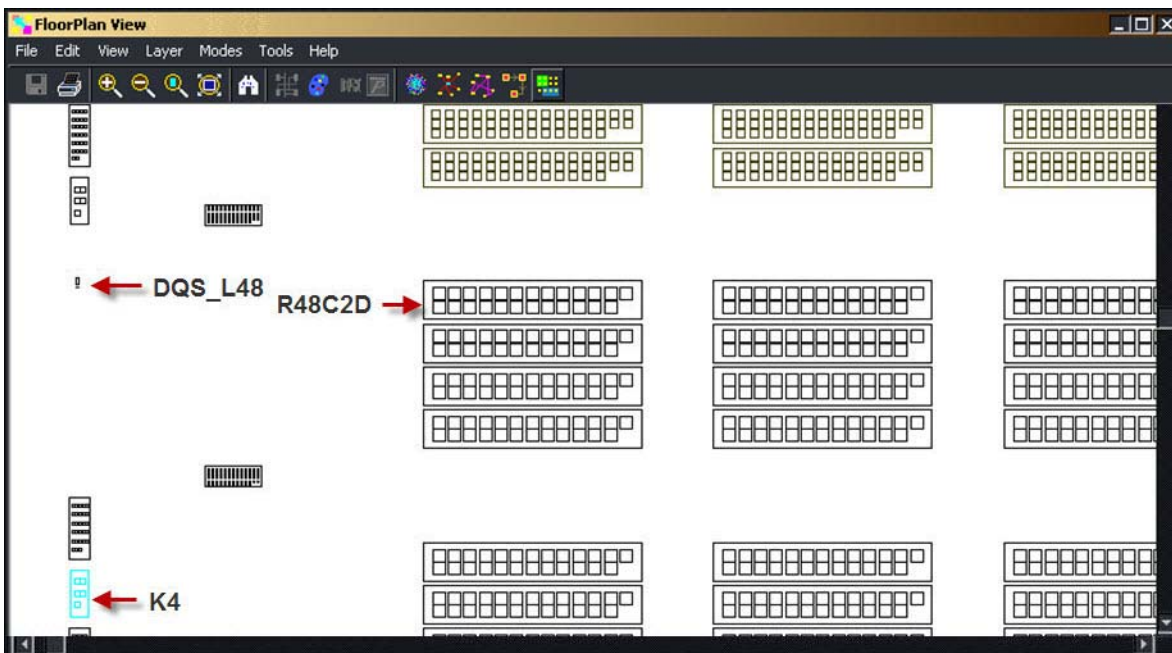 FloorPlan View
File Edit View Layer Modes Tools Help
DQS_L48
R48C2D
K4